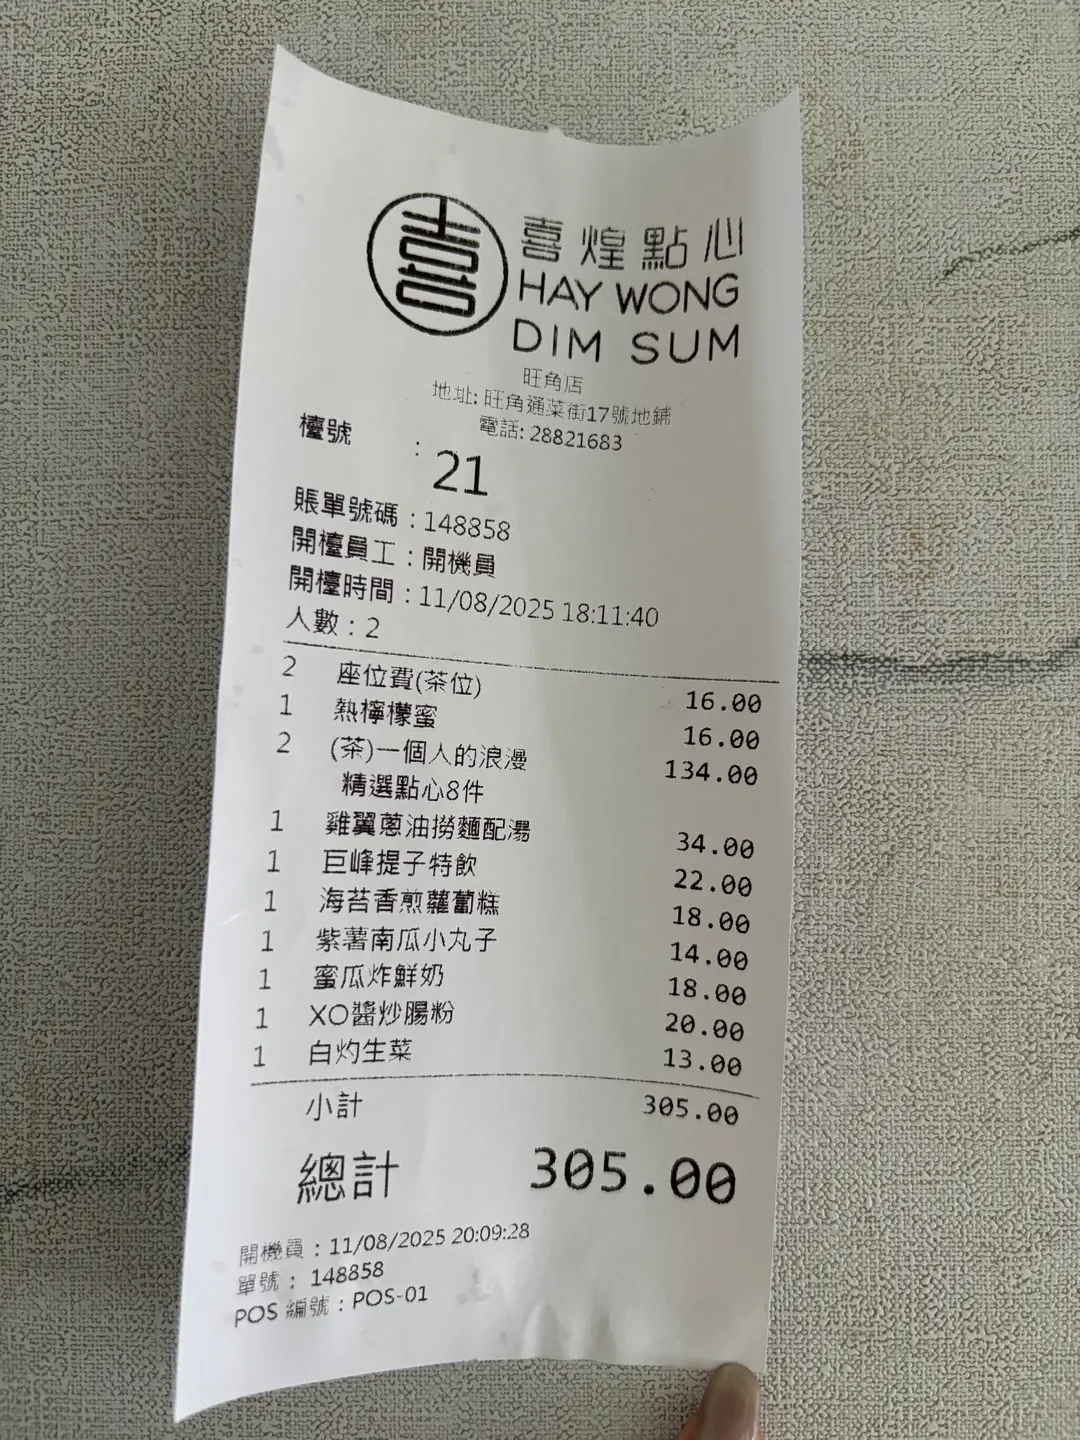 喜
喜煌點心
HAY WONG
DIM SUM
旺角店
地址: 旺角通菜街17號地鋪
電話: 28821683
檯號 : 21
賬單號碼 : 148858
開檯員工 : 開機員
開檯時間 : 11/08/2025 18:11:40
人數 : 2
2 座位費(茶位) 16.00
1 熱檸檬蜜 16.00
2 (茶)一個人的浪漫 134.00
精選點心8件
1 雞翼蔥油撈麵配湯 34.00
1 巨峰提子特飲 22.00
1 海苔香煎蘿蔔糕 18.00
1 紫薯南瓜小丸子 14.00
1 蜜瓜炸鮮奶 18.00
1 XO醬炒腸粉 20.00
1 白灼生菜 13.00
小計 305.00
總計 305.00
開機員 : 11/08/2025 20:09:28
單號 : 148858
POS 編號 : POS-01